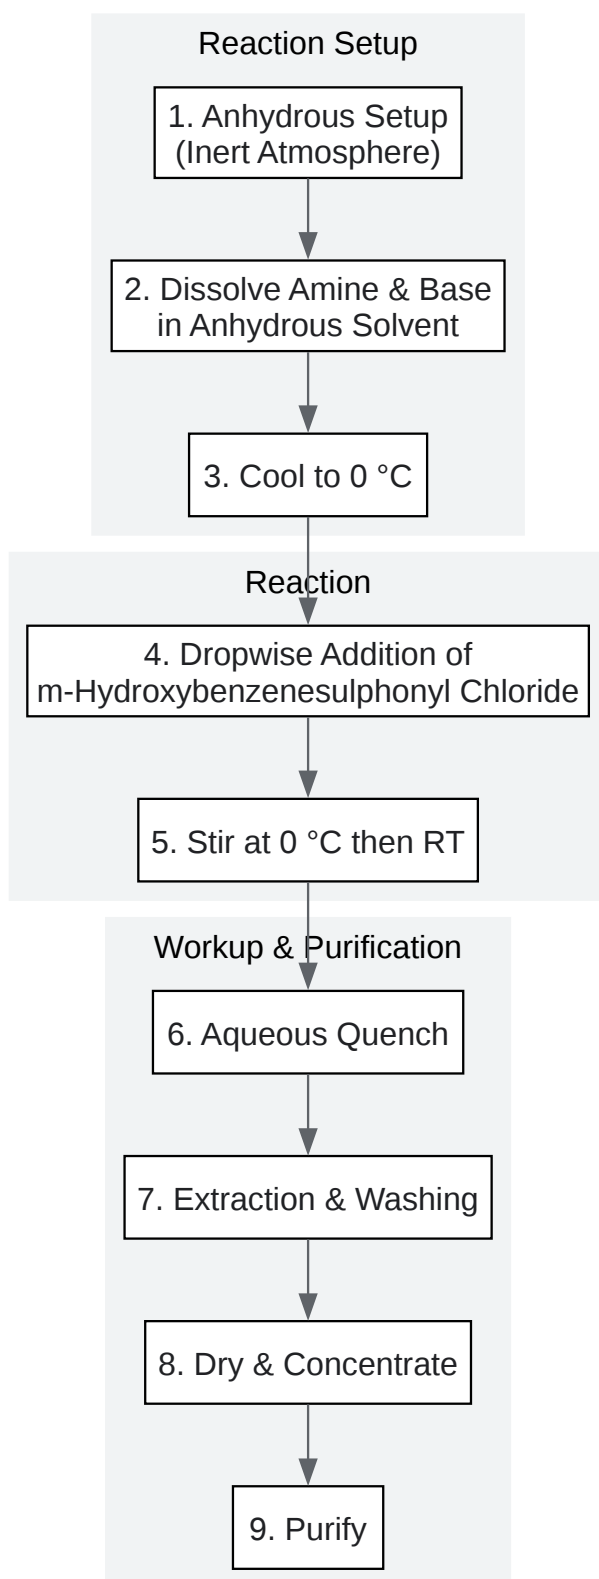 Reaction Setup
1. Anhydrous Setup
(Inert Atmosphere)
2. Dissolve Amine & Base
in Anhydrous Solvent
3. Cool to 0 °C
Reaction
4. Dropwise Addition of
m-Hydroxybenzenesulphonyl Chloride
5. Stir at 0 °C then RT
Workup & Purification
6. Aqueous Quench
7. Extraction & Washing
8. Dry & Concentrate
9. Purify